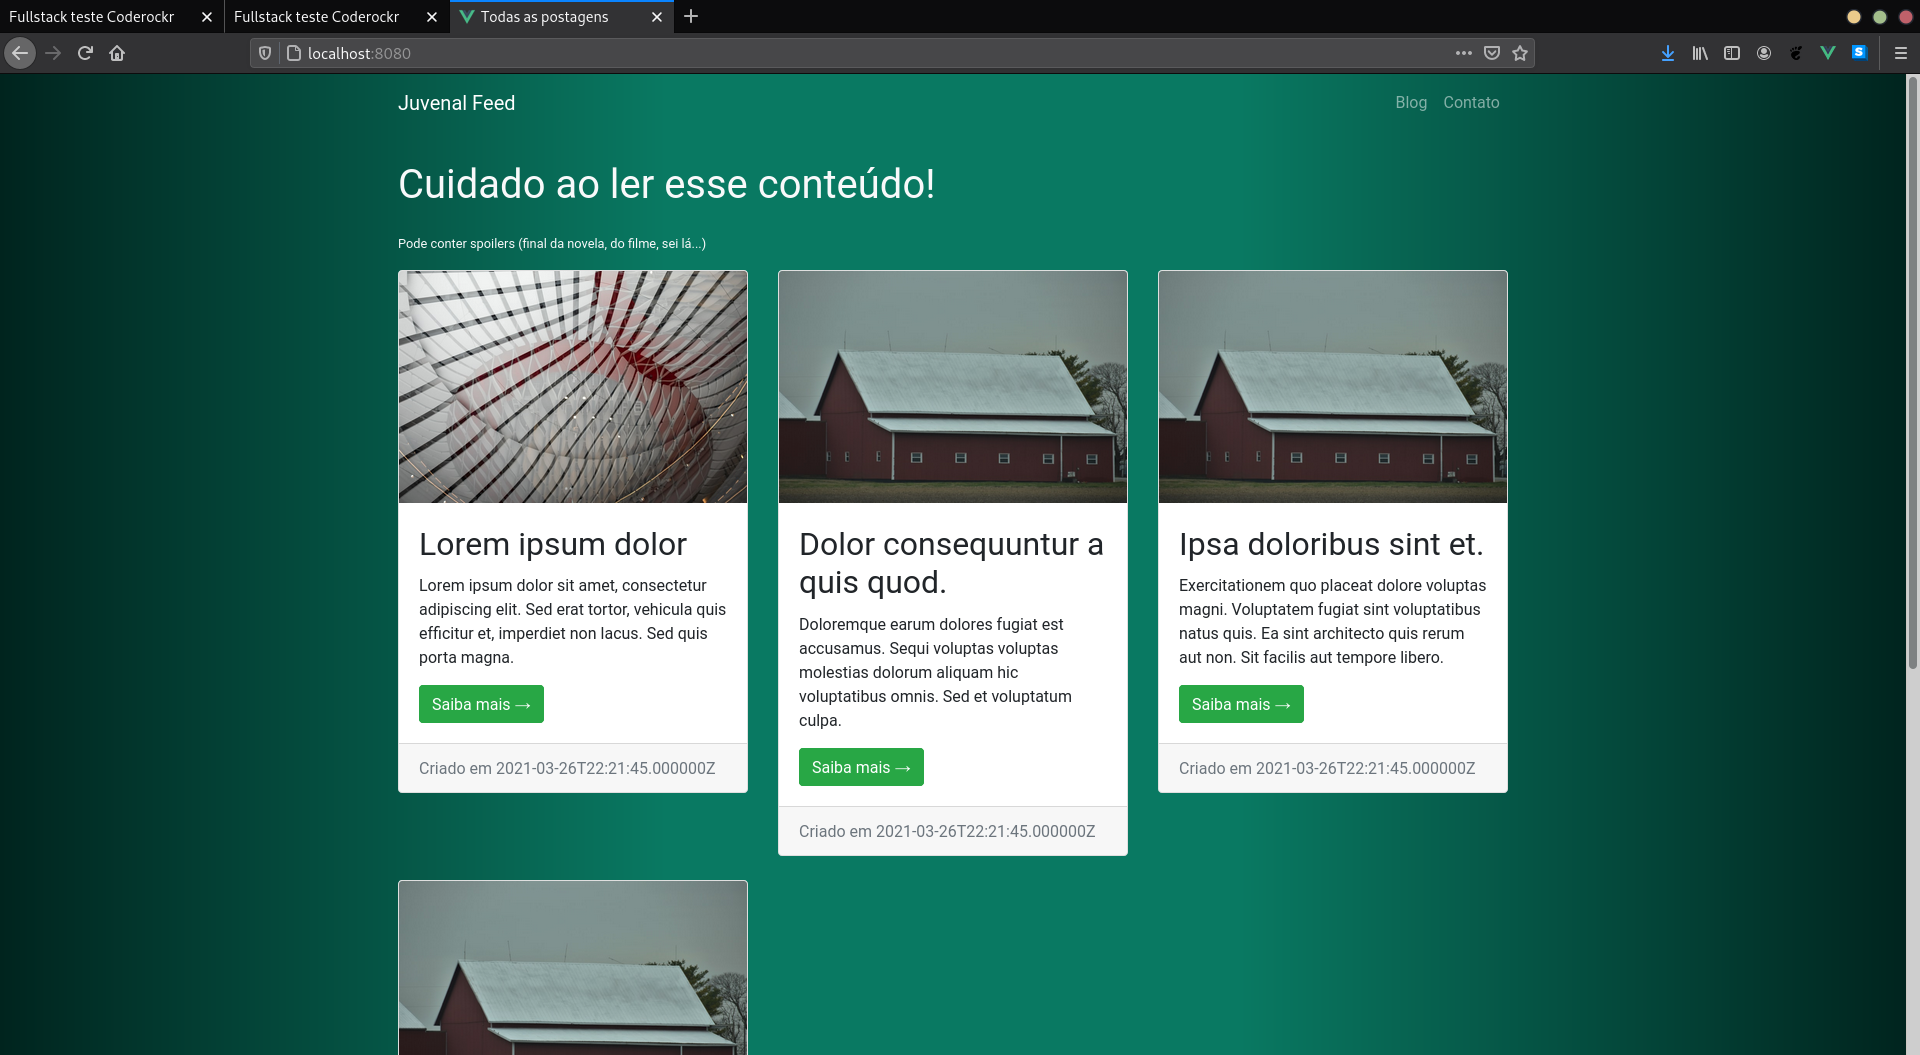 Fullstack teste Coderockr
Fullstack teste Coderockr
Todas as postagens
localhost:8080
Juvenal Feed
Blog
Contato
Cuidado ao ler esse conteúdo!
Pode conter spoilers (final da novela, do filme, sei lá...)
Lorem ipsum dolor
Lorem ipsum dolor sit amet, consectetur
adipiscing elit. Sed erat tortor, vehicula quis
efficitur et, imperdiet non lacus. Sed quis
porta magna.
Saiba mais →
Criado em 2021-03-26T22:21:45.000000Z
Dolor consequuntur a
quis quod.
Doloremque earum dolores fugiat est
accusamus. Sequi voluptas voluptas
molestias dolorum aliquam hic
voluptatibus omnis. Sed et voluptatum
culpa.
Saiba mais →
Criado em 2021-03-26T22:21:45.000000Z
Ipsa doloribus sint et.
Exercitationem quo placeat dolore voluptas
magni. Voluptatem fugiat sint voluptatibus
natus quis. Ea sint architecto quis rerum
aut non. Sit facilis aut tempore libero.
Saiba mais →
Criado em 2021-03-26T22:21:45.000000Z